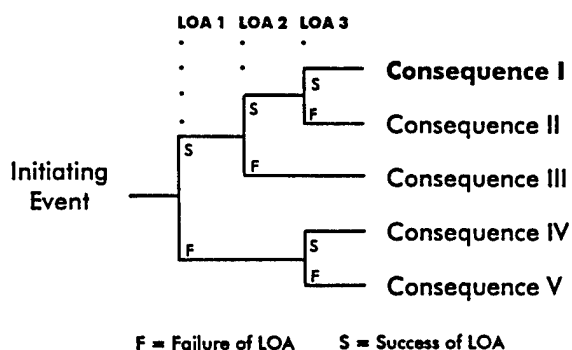 LOA 1 LOA 2 LOA 3
Consequence I
S
F
Consequence II
S
S
F
Consequence III
Initiating
Event
S
Consequence IV
F
F
Consequence V
F = Failure of LOA S = Success of LOA